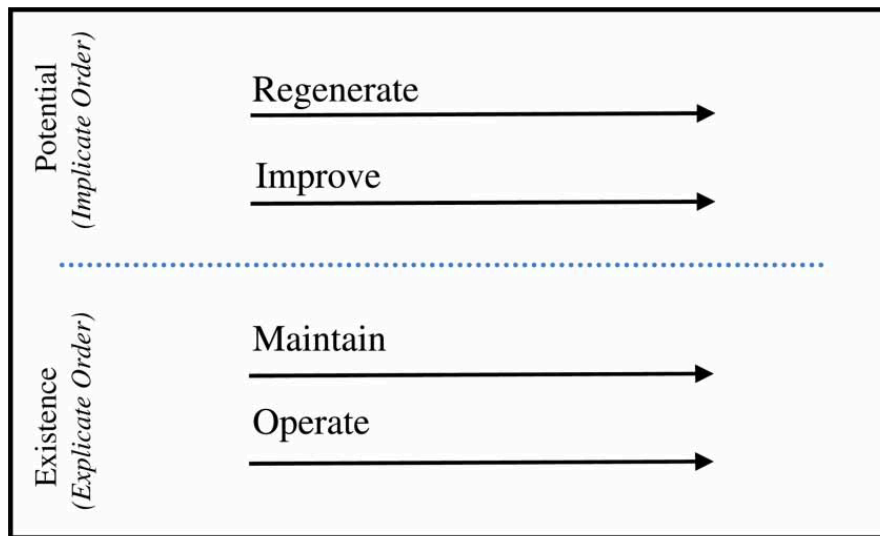 Potential
(Implicate Order)
Regenerate
Improve
Existence
(Explicate Order)
Maintain
Operate